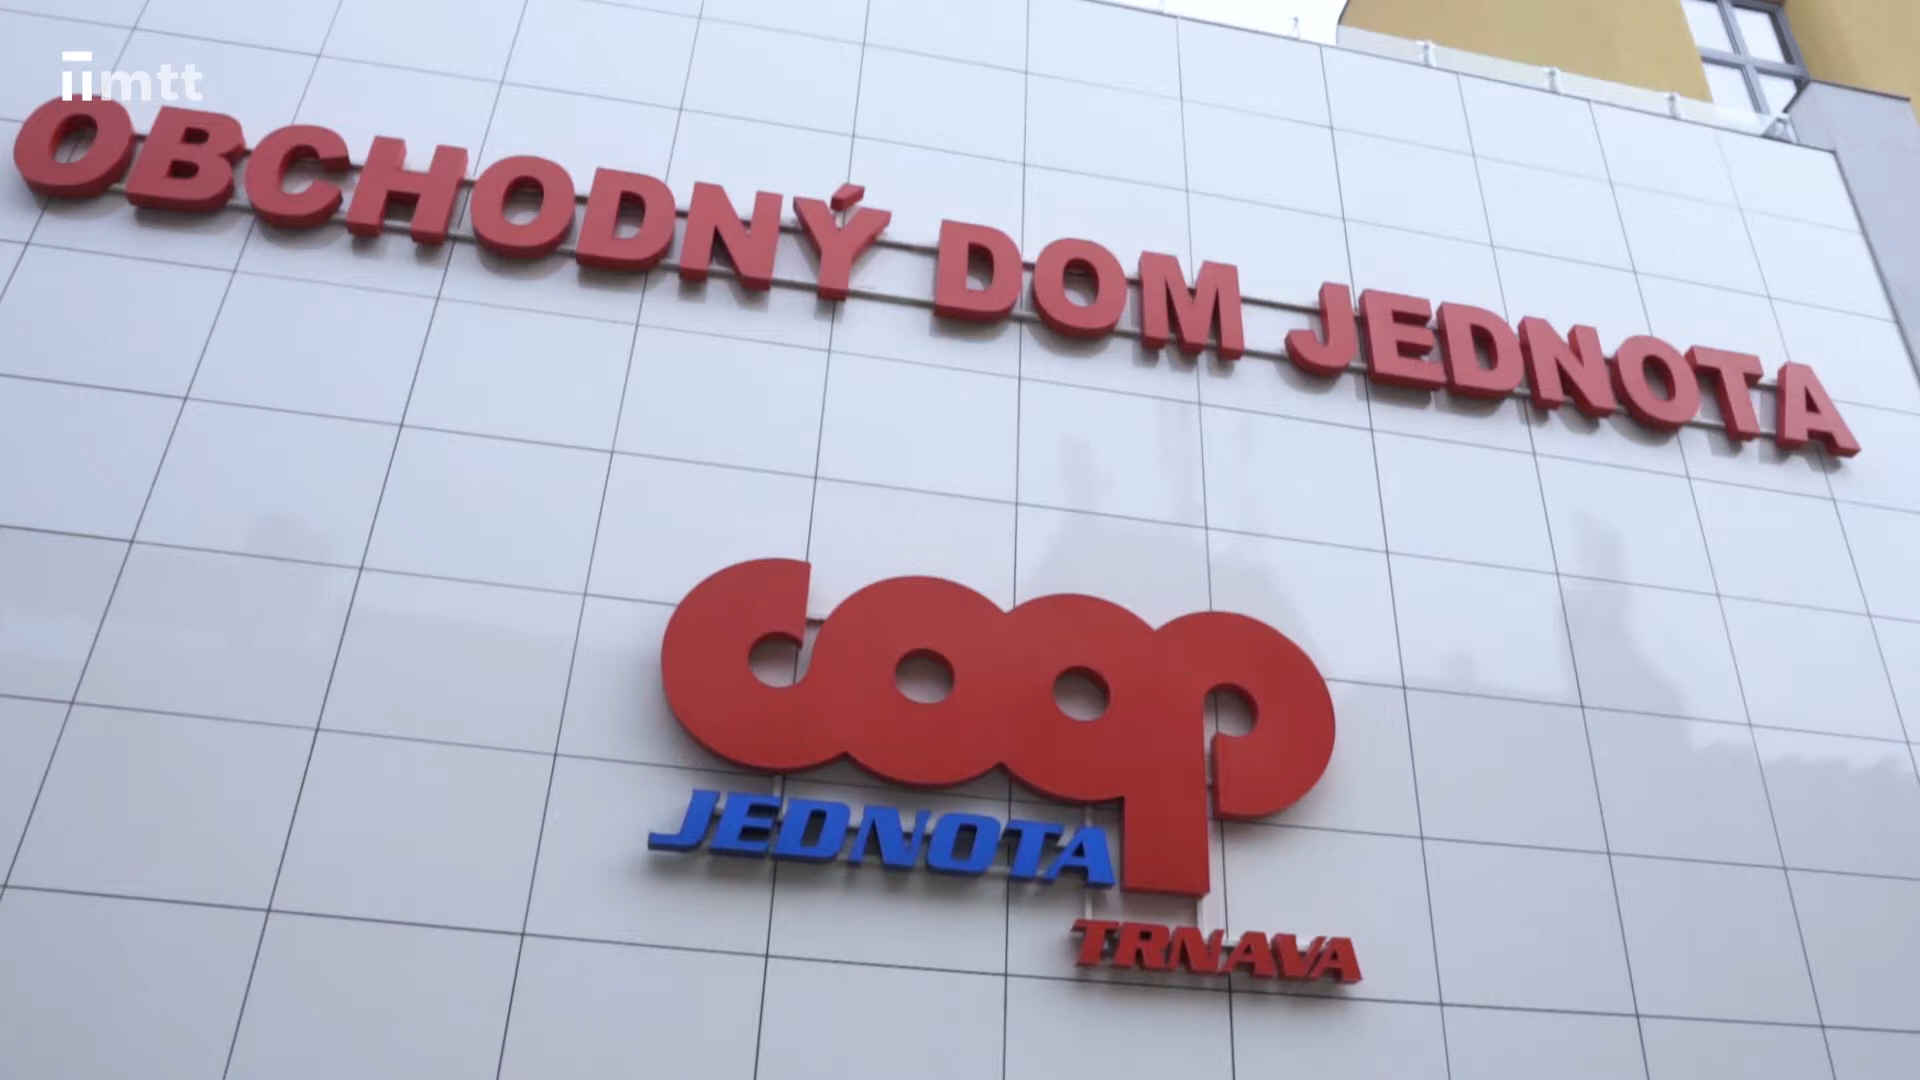 mtt
OBCHODNÝ DOM JEDNOTA
coop
JEDNOTA
TRNAVA